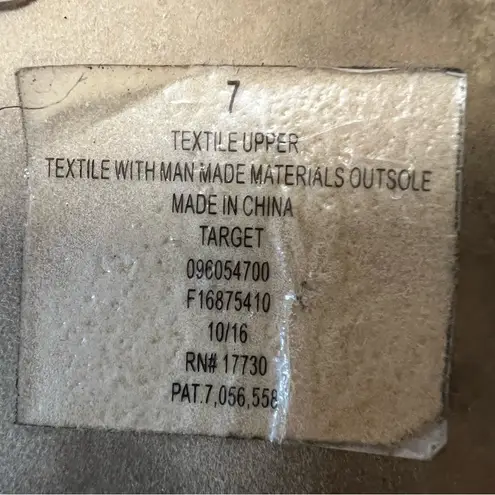 7
TEXTILE UPPER
TEXTILE WITH MAN MADE MATERIALS OUTSOLE
MADE IN CHINA
TARGET
096054700
F16875410
10/16
RN# 17730
PAT.7,056,558